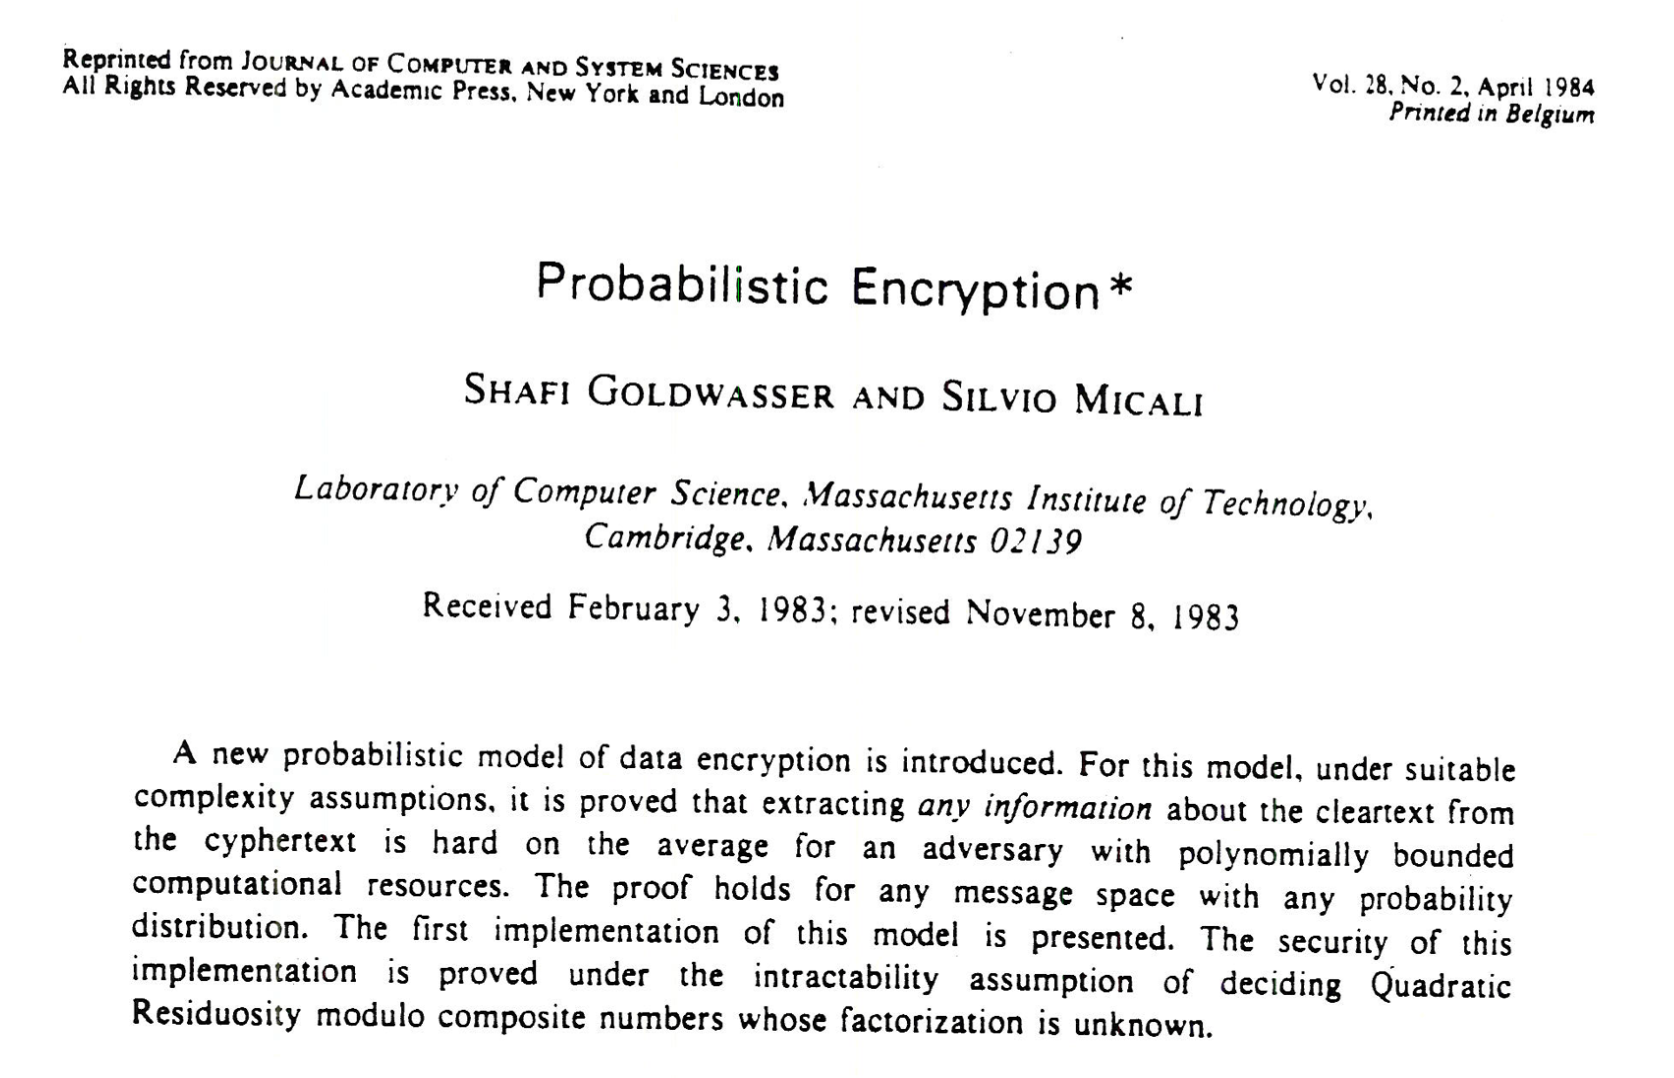 Reprinted from JOURNAL OF COMPUTER AND SYSTEM SCIENCES
All Rights Reserved by Academic Press, New York and London
Vol. 28, No. 2, April 1984
Printed in Belgium
Probabilistic Encryption*
SHAFI GOLDWASSER AND SILVIO MICALI
Laboratory of Computer Science, Massachusetts Institute of Technology,
Cambridge, Massachusetts 02139
Received February 3, 1983; revised November 8, 1983
A new probabilistic model of data encryption is introduced. For this model, under suitable
complexity assumptions, it is proved that extracting any information about the cleartext from
the cyphertext is hard on the average for an adversary with polynomially bounded
computational resources. The proof holds for any message space with any probability
distribution. The first implementation of this model is presented. The security of this
implementation is proved under the intractability assumption of deciding Quadratic
Residuosity modulo composite numbers whose factorization is unknown.